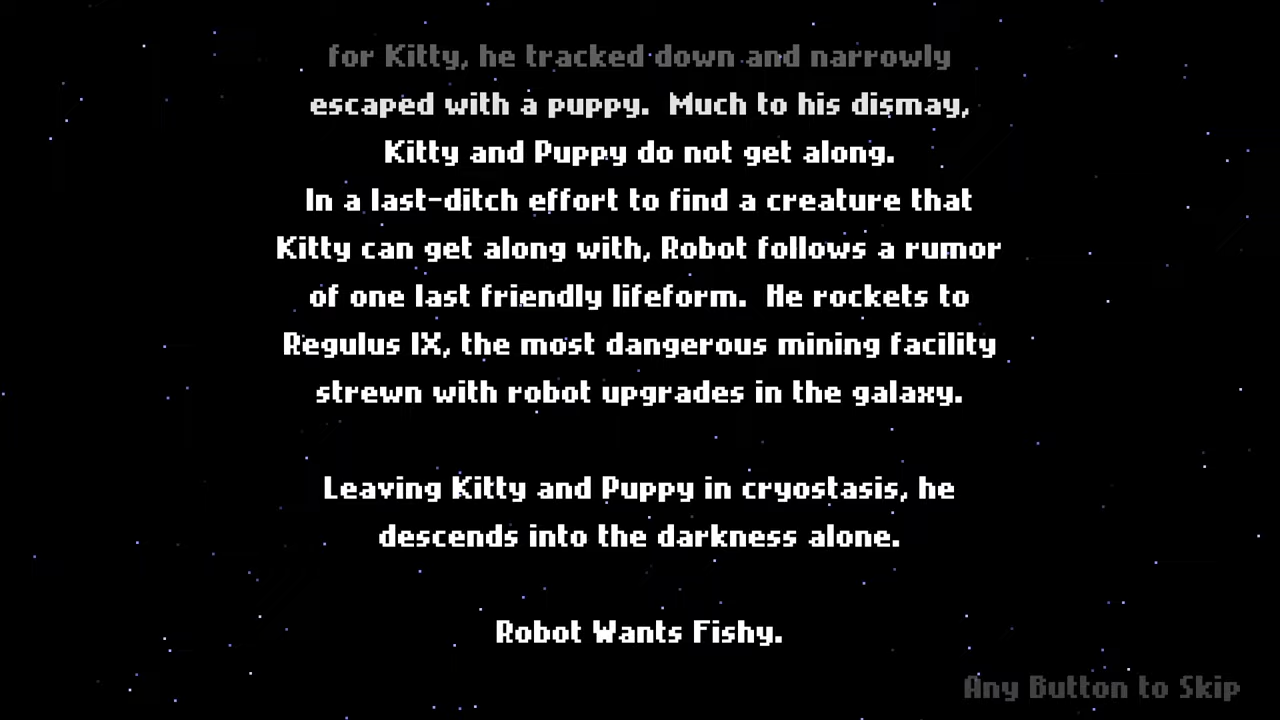 for Kitty, he tracked down and narrowly
escaped with a puppy.  Much to his dismay,
Kitty and Puppy do not get along.
In a last-ditch effort to find a creature that
Kitty can get along with, Robot follows a rumor
of one last friendly lifeform.  He rockets to
Regulus IX, the most dangerous mining facility
strewn with robot upgrades in the galaxy.
Leaving Kitty and Puppy in cryostasis, he
descends into the darkness alone.
Robot Wants Fishy.
Any Button to Skip